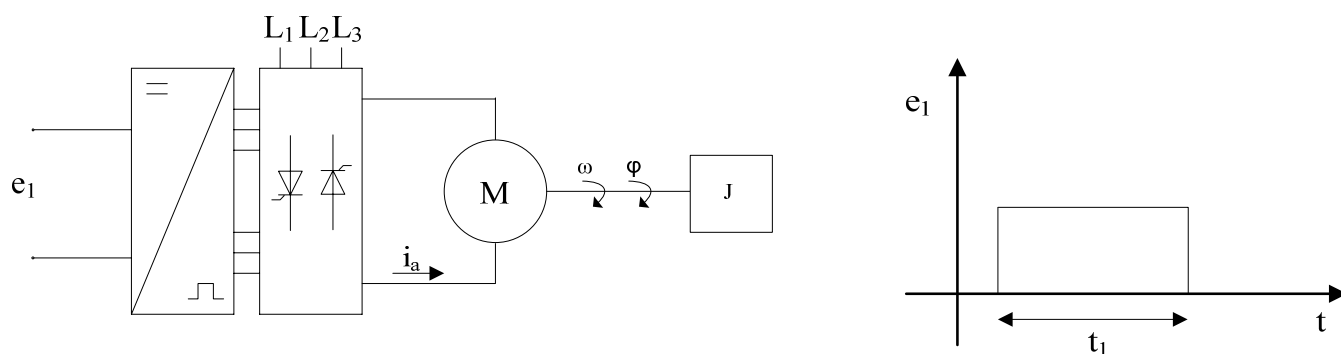 L₁ L₂ L₃
e₁
M
ω φ
J
iₐ
e₁
t
t₁